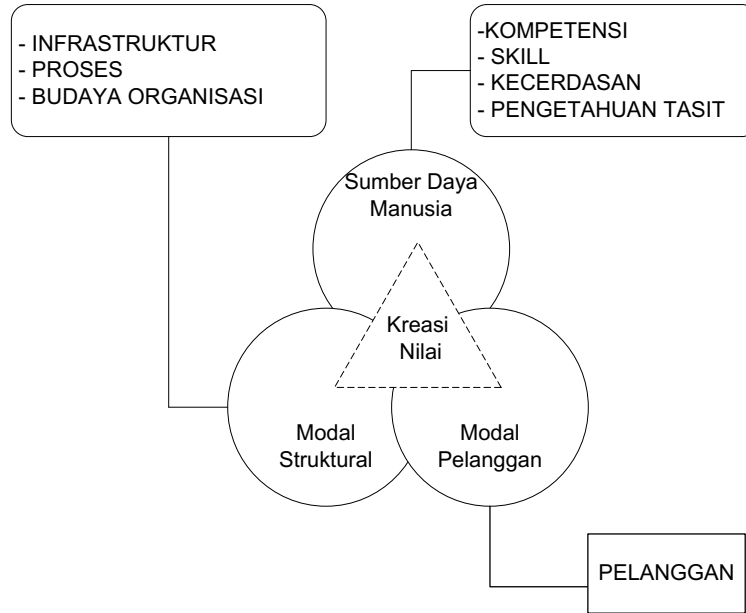 - INFRASTRUKTUR
- PROSES
- BUDAYA ORGANISASI
-KOMPETENSI
- SKILL
- KECERDASAN
- PENGETAHUAN TASIT
Sumber Daya
Manusia
Kreasi
Nilai
Modal
Struktural
Modal
Pelanggan
PELANGGAN